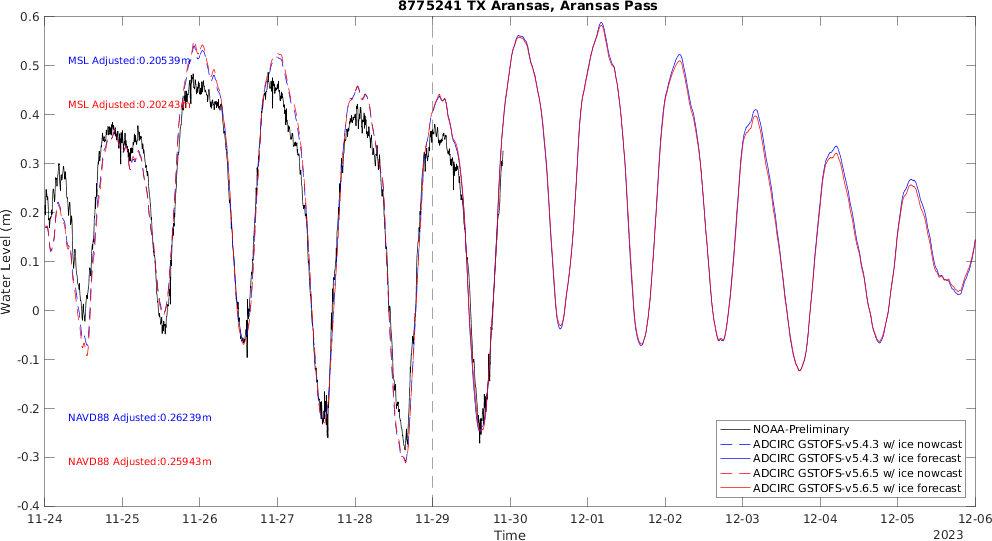 8775241 TX Aransas, Aransas Pass
Water Level (m)
0.6
0.5
0.4
0.3
0.2
0.1
0
-0.1
-0.2
-0.3
-0.4
MSL Adjusted:0.20539m
MSL Adjusted:0.20243m
NAVD88 Adjusted:0.26239m
NAVD88 Adjusted:0.25943m
NOAA-Preliminary
ADCIRC GSTOFS-v5.4.3 w/ ice nowcast
ADCIRC GSTOFS-v5.4.3 w/ ice forecast
ADCIRC GSTOFS-v5.6.5 w/ ice nowcast
ADCIRC GSTOFS-v5.6.5 w/ ice forecast
11-24 11-25 11-26 11-27 11-28 11-29 11-30 12-01 12-02 12-03 12-04 12-05 12-06
Time
2023